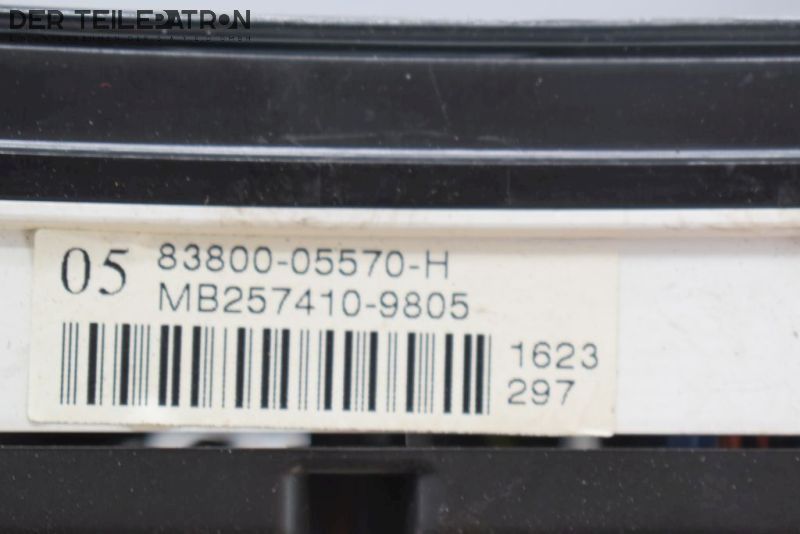 DER TEILEPATRON
05
83800-05570-H
MB257410-9805
1623
297